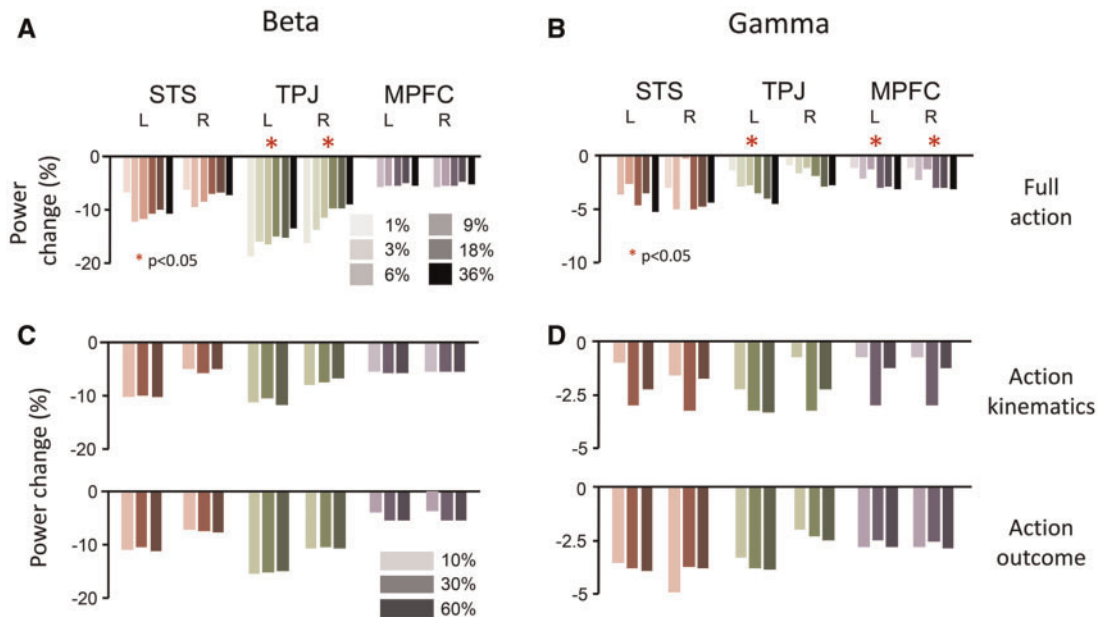 A
Beta
STS TPJ MPFC
L R L R L R
* *
0
-10
-20
Power
change (%)
* p<0.05
1% 9%
3% 18%
6% 36%
B
Gamma
STS TPJ MPFC
L R L R L R
* * *
0
-5
-10
* p<0.05
Full
action
C
0
-10
-20
D
0
-2.5
-5
Action
kinematics
Power change (%)
0
-10
-20
10%
30%
60%
0
-2.5
-5
Action
outcome